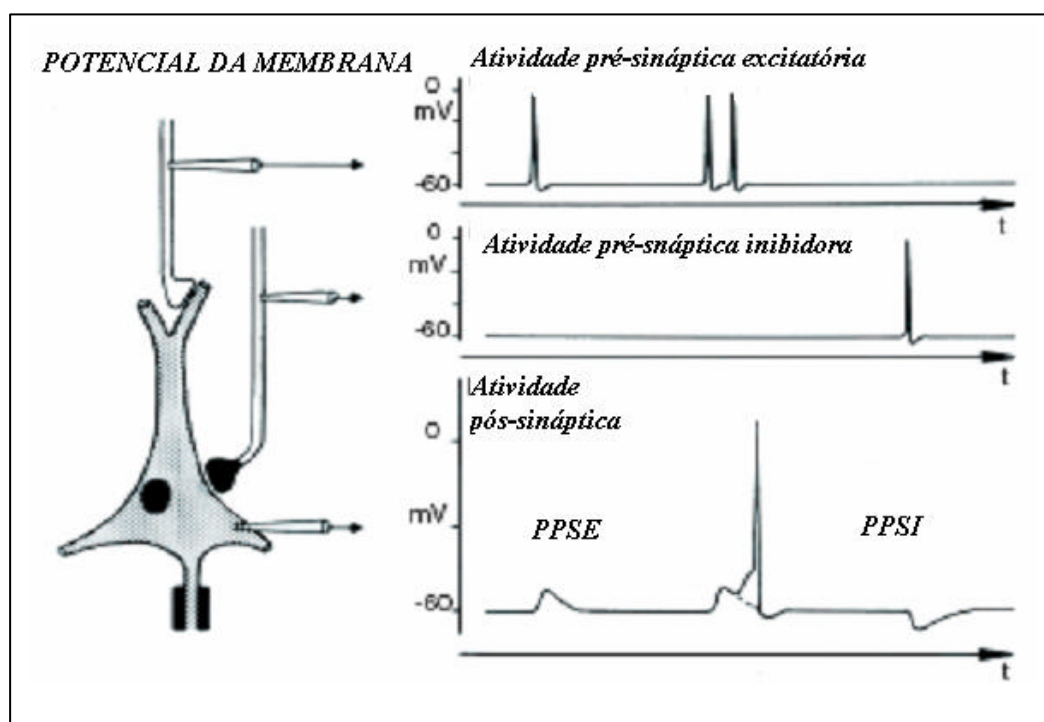 POTENCIAL DA MEMBRANA
Atividade pré-sináptica excitatória
0
mV
-60
t
Atividade pré-snáptica inibidora
0
mV
-60
t
Atividade
pós-sináptica
0
mV
PPSE
PPSI
-60
t